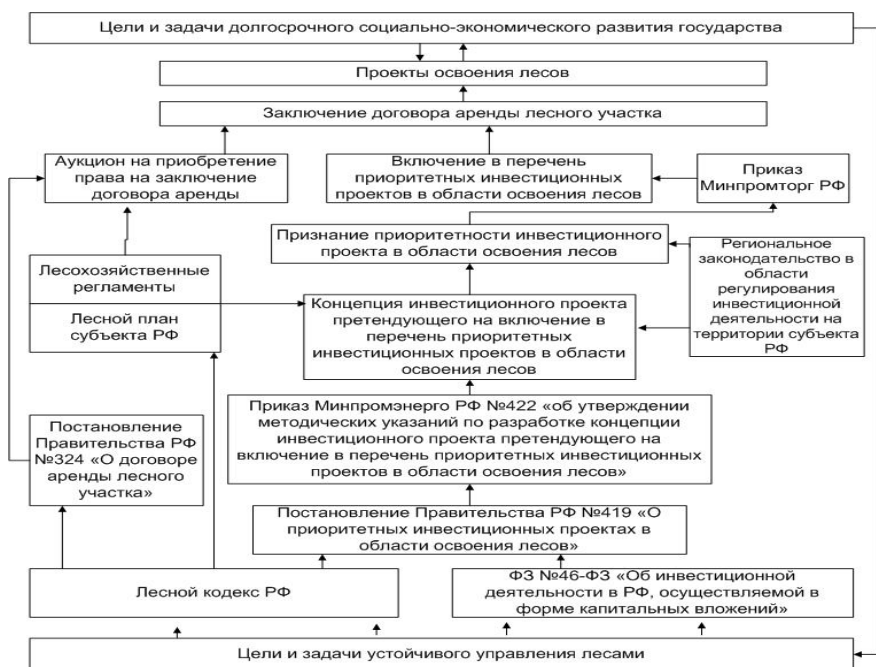 Цели и задачи долгосрочного социально-экономического развития государства
Проекты освоения лесов
Заключение договора аренды лесного участка
Аукцион на приобретение
права на заключение
договора аренды
Включение в перечень
приоритетных инвестиционных
проектов в области освоения лесов
Приказ
Минпромторг РФ
Признание приоритетности инвестиционного
проекта в области освоения лесов
Региональное
законодательство в
области
регулирования
инвестиционной
деятельности на
территории субъекта
РФ
Лесохозяйственные
регламенты
Лесной план
субъекта РФ
Концепция инвестиционного проекта
претендующего на включение в
перечень приоритетных
инвестиционных проектов в области
освоения лесов
Приказ Минпромэнерго РФ №422 «об утверждении
методических указаний по разработке концепции
инвестиционного проекта претендующего на
включение в перечень приоритетных инвестиционных
проектов в области освоения лесов»
Постановление
Правительства РФ
№324 «О договоре
аренды лесного
участка»
Постановление Правительства РФ №419 «О
приоритетных инвестиционных проектах в
области освоения лесов»
Лесной кодекс РФ
ФЗ №46-ФЗ «Об инвестиционной
деятельности в РФ, осуществляемой в
форме капитальных вложений»
Цели и задачи устойчивого управления лесами